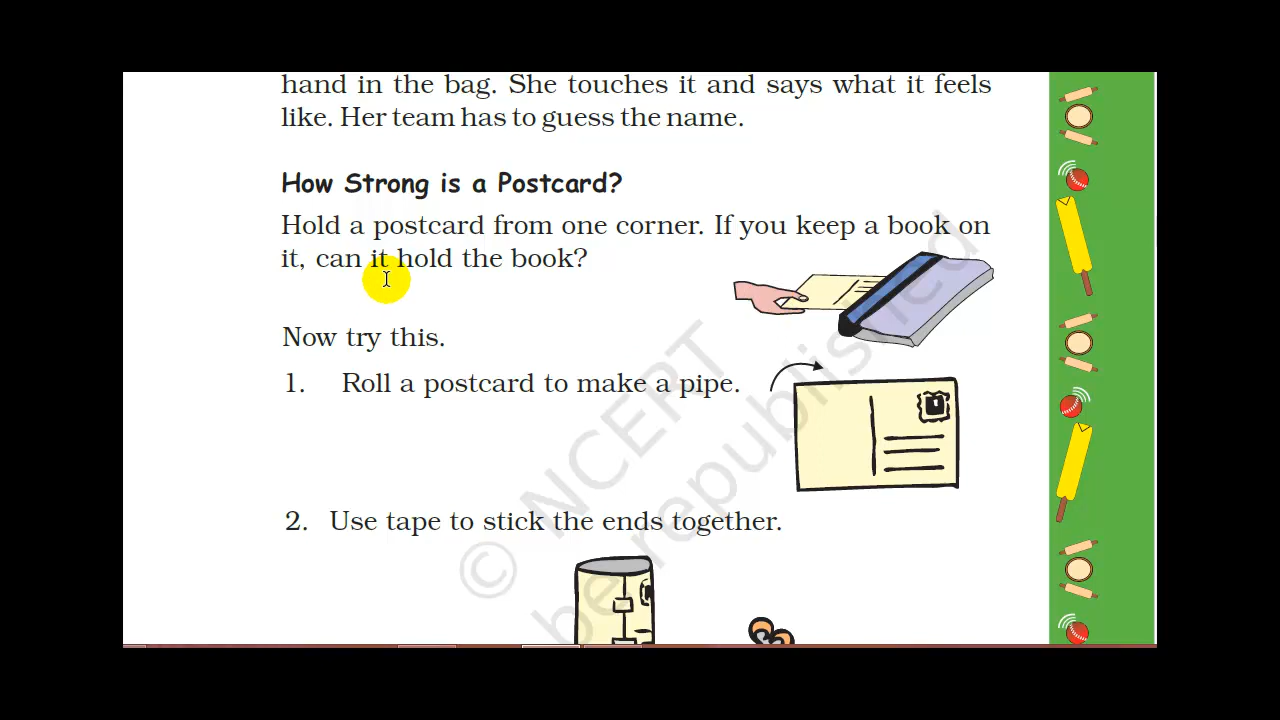 hand in the bag. She touches it and says what it feels
like. Her team has to guess the name.
How Strong is a Postcard?
Hold a postcard from one corner. If you keep a book on
it, can it hold the book?
Now try this.
1. Roll a postcard to make a pipe.
2. Use tape to stick the ends together.
© NCERT
be republished